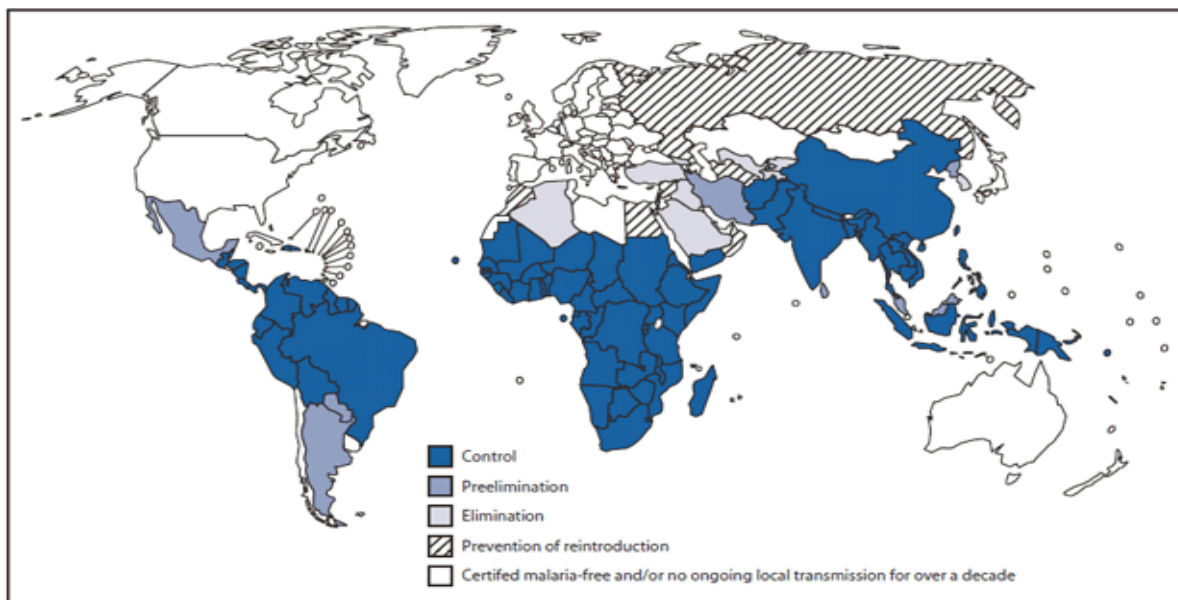 Control
Preelimination
Elimination
Prevention of reintroduction
Certifed malaria-free and/or no ongoing local transmission for over a decade